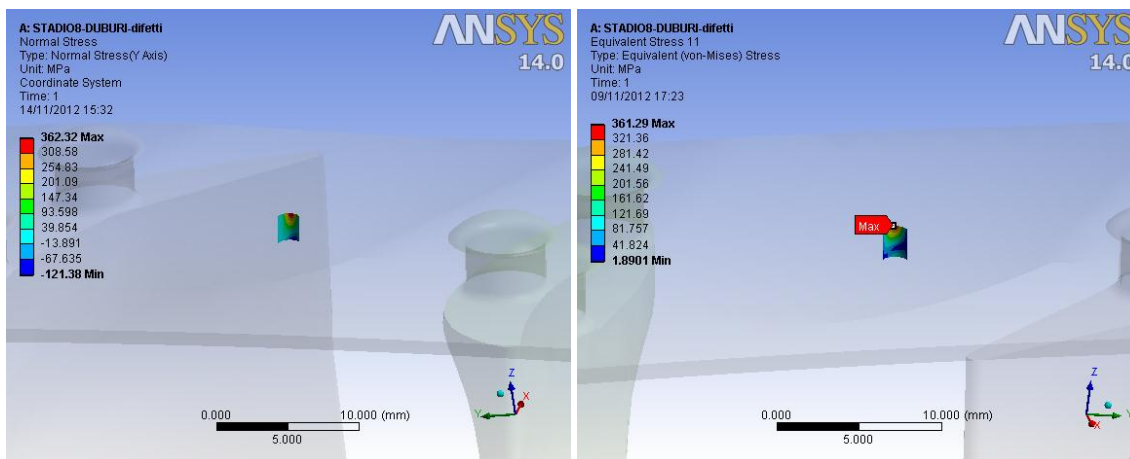 A: STADIO8-DUBURI-difetti
Normal Stress
Type: Normal Stress(Y Axis)
Unit: MPa
Coordinate System
Time: 1
14/11/2012 15:32
ANSYS
14.0
362.32 Max
308.58
254.83
201.09
147.34
93.598
39.854
-13.891
-67.635
-121.38 Min
Z
X
Y
0.000
10.000 (mm)
5.000
A: STADIO8-DUBURI-difetti
Equivalent Stress 11
Type: Equivalent (von-Mises) Stress
Unit: MPa
Time: 1
09/11/2012 17:23
ANSYS
14.0
361.29 Max
321.36
281.42
241.49
201.56
161.62
121.69
81.757
41.824
1.8901 Min
Max
Z
Y
X
0.000
10.000 (mm)
5.000